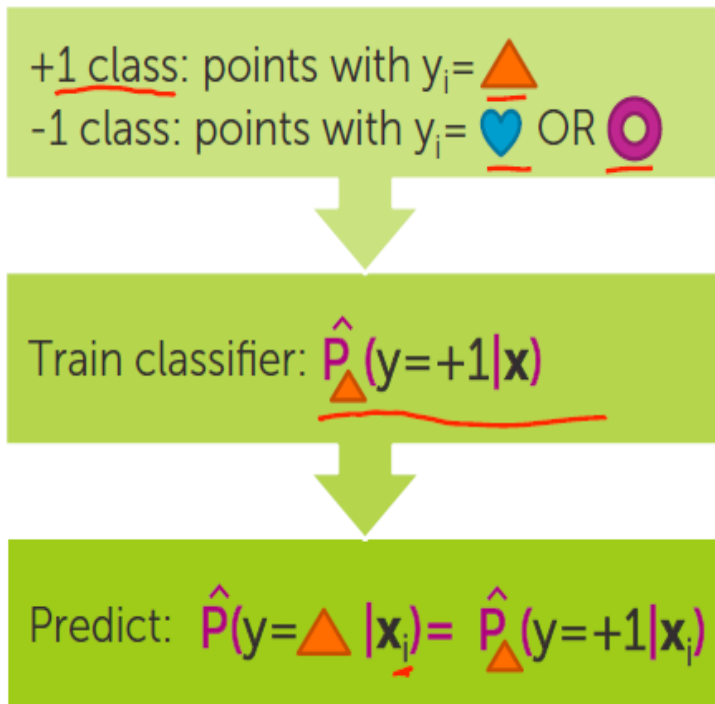 +1 class: points with yᵢ=
-1 class: points with yᵢ= OR
Train classifier: P̂ (y=+1|x)
Predict: P̂(y= |xᵢ)= P̂ (y=+1|xᵢ)